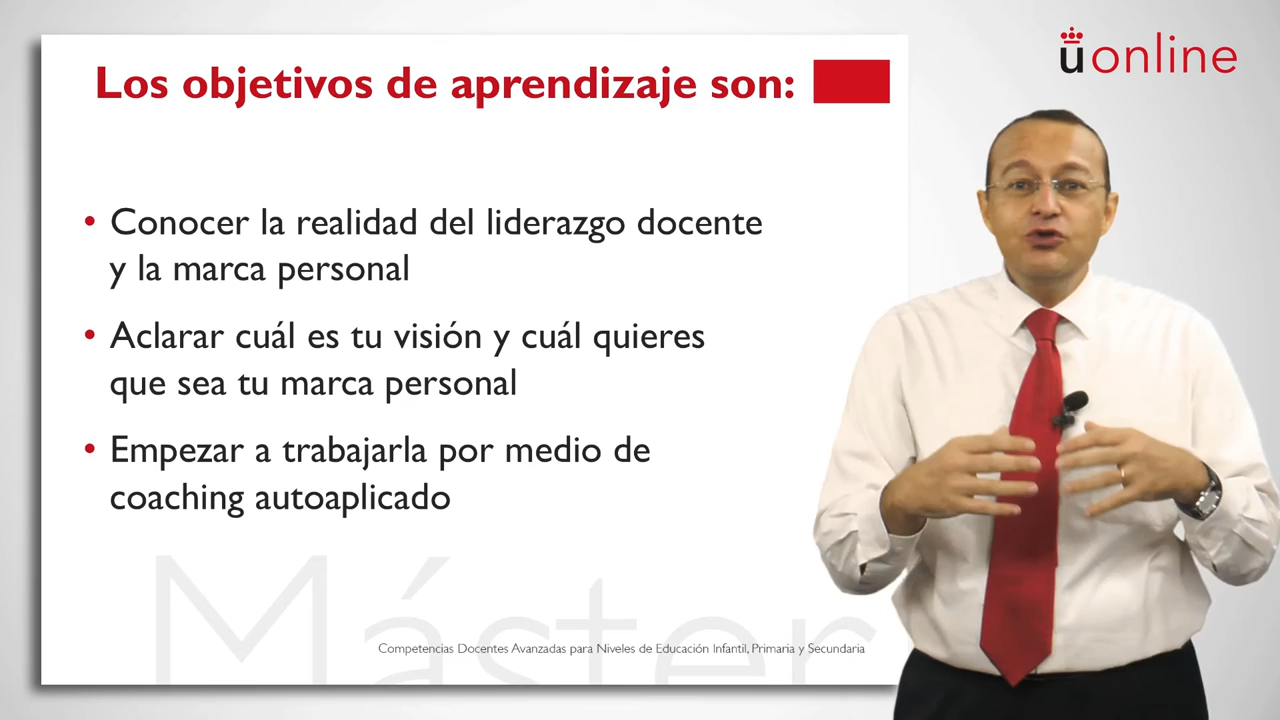 üonline
Los objetivos de aprendizaje son:
• Conocer la realidad del liderazgo docente
y la marca personal
• Aclarar cuál es tu visión y cuál quieres
que sea tu marca personal
• Empezar a trabajarla por medio de
coaching autoaplicado
Máster
Competencias Docentes Avanzadas para Niveles de Educación Infantil, Primaria y Secundaria